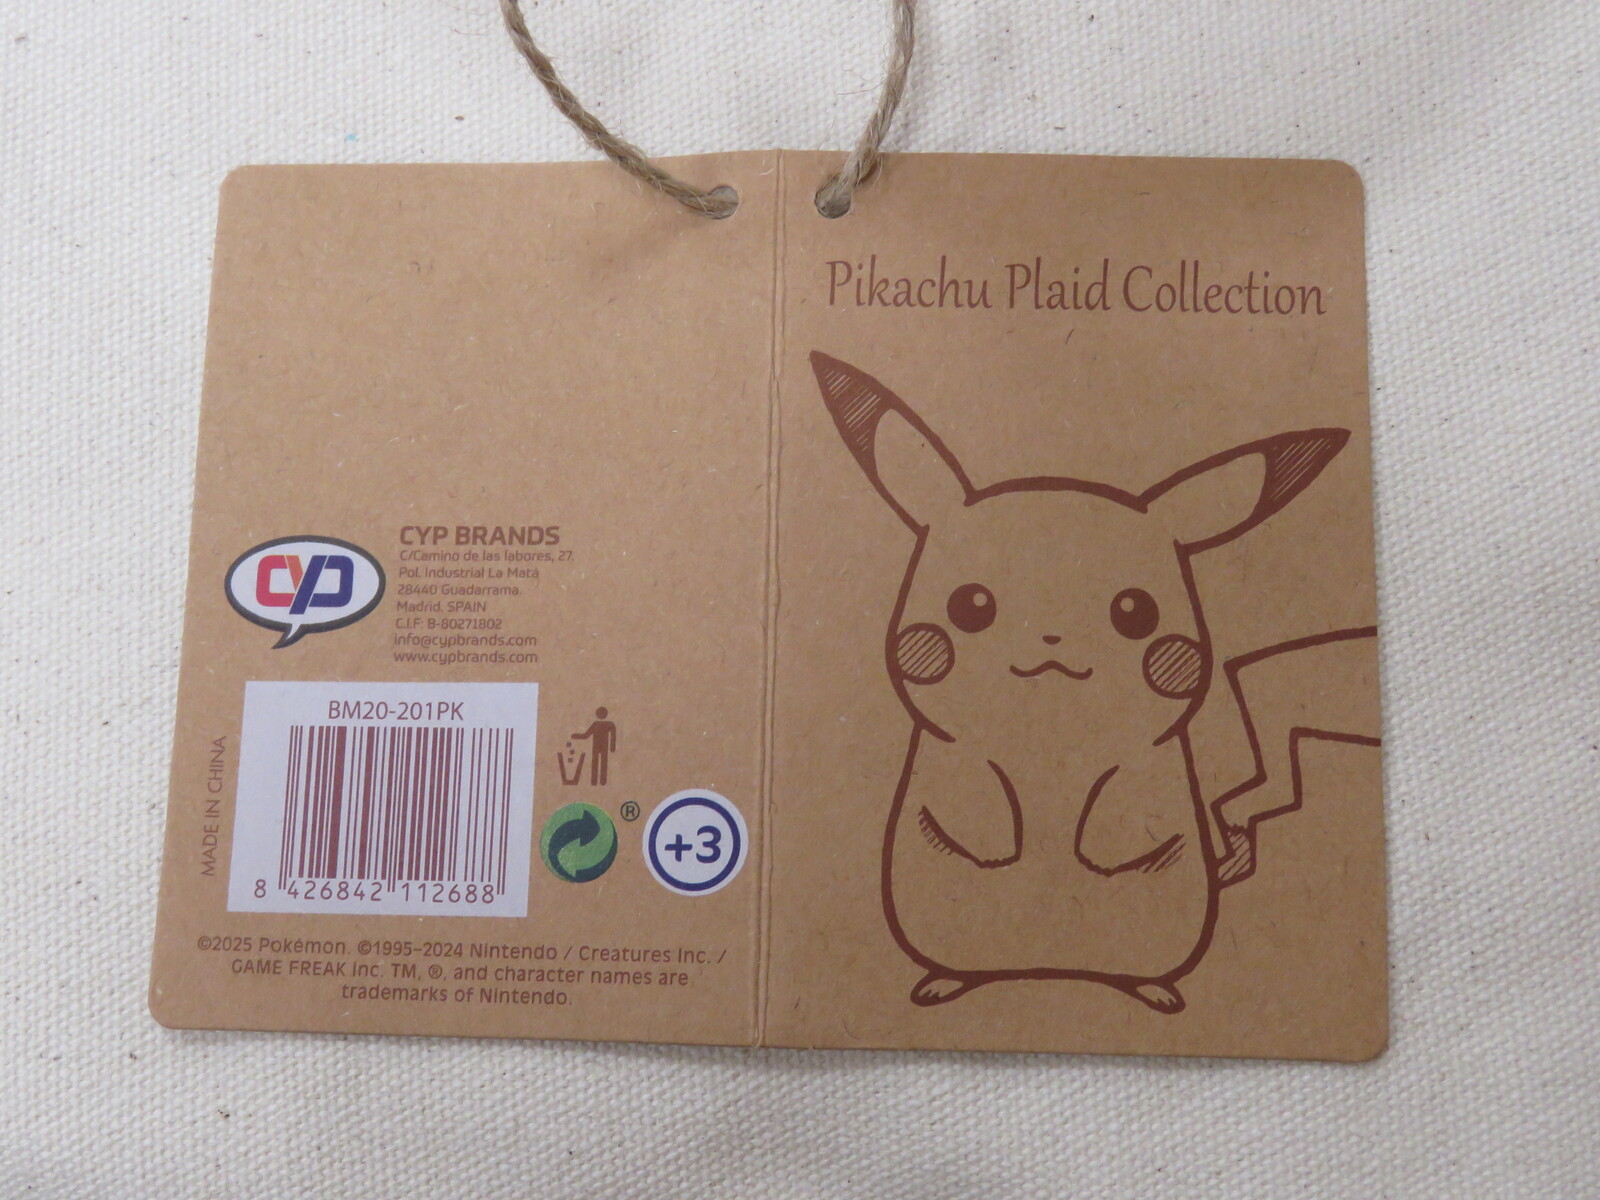 Pikachu Plaid Collection
CYP
CYP BRANDS
C/Camino de las labores, 27.
Pol. Industrial La Mata
28440 Guadarrama.
Madrid. SPAIN
C.I.F: B-80271802
info@cypbrands.com
www.cypbrands.com
BM20-201PK
8 426842 112688
MADE IN CHINA
®
+3
©2025 Pokémon. ©1995–2024 Nintendo / Creatures Inc. /
GAME FREAK Inc. TM, ®, and character names are
trademarks of Nintendo.